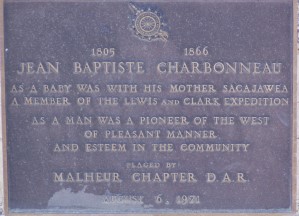 1805 1866
JEAN BAPTISTE CHARBONNEAU
AS A BABY WAS WITH HIS MOTHER SACAJAWEA
A MEMBER OF THE LEWIS AND CLARK EXPEDITION
AS A MAN WAS A PIONEER OF THE WEST
OF PLEASANT MANNER
AND ESTEEM IN THE COMMUNITY
PLACED BY
MALHEUR CHAPTER D.A.R.
AUGUST 6, 1971